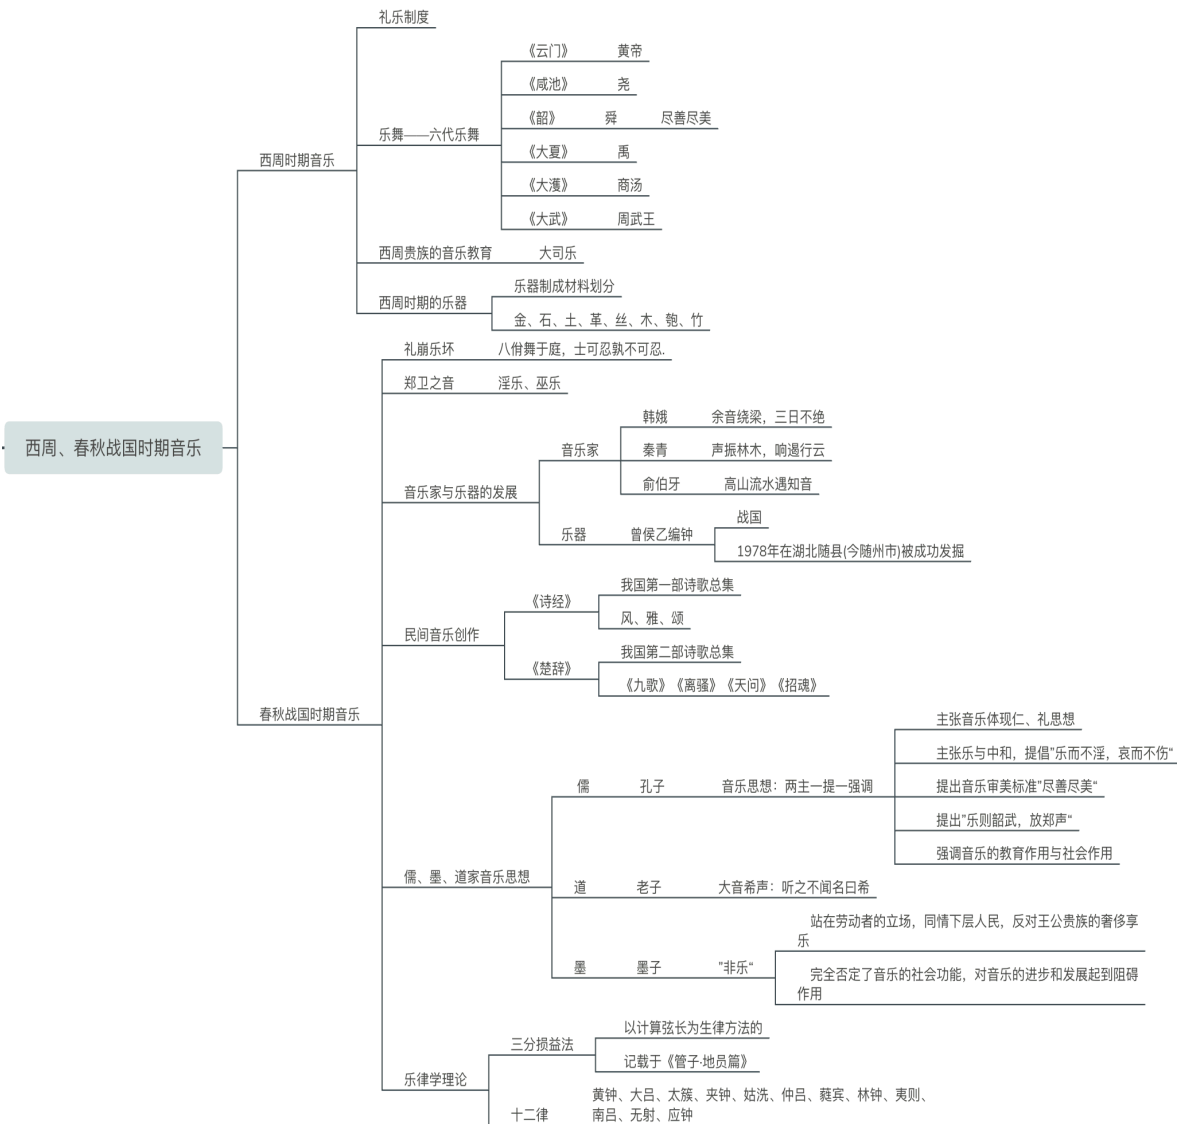 西周、春秋战国时期音乐
西周时期音乐
礼乐制度
乐舞——六代乐舞
《云门》 黄帝
《咸池》 尧
《韶》 舜 尽善尽美
《大夏》 禹
《大濩》 商汤
《大武》 周武王
西周贵族的音乐教育 大司乐
西周时期的乐器
乐器制成材料划分
金、石、土、革、丝、木、匏、竹
春秋战国时期音乐
礼崩乐坏 八佾舞于庭，士可忍孰不可忍.
郑卫之音 淫乐、巫乐
音乐家与乐器的发展
音乐家
韩娥 余音绕梁，三日不绝
秦青 声振林木，响遏行云
俞伯牙 高山流水遇知音
乐器 曾侯乙编钟
战国
1978年在湖北随县(今随州市)被成功发掘
民间音乐创作
《诗经》
我国第一部诗歌总集
风、雅、颂
《楚辞》
我国第二部诗歌总集
《九歌》《离骚》《天问》《招魂》
儒、墨、道家音乐思想
儒 孔子 音乐思想：两主一提一强调
主张音乐体现仁、礼思想
主张乐与中和，提倡”乐而不淫，哀而不伤“
提出音乐审美标准”尽善尽美“
提出”乐则韶武，放郑声“
强调音乐的教育作用与社会作用
道 老子 大音希声：听之不闻名曰希
墨 墨子 ”非乐“
站在劳动者的立场，同情下层人民，反对王公贵族的奢侈享
乐
完全否定了音乐的社会功能，对音乐的进步和发展起到阻碍
作用
乐律学理论
三分损益法
以计算弦长为生律方法的
记载于《管子·地员篇》
十二律
黄钟、大吕、太簇、夹钟、姑洗、仲吕、蕤宾、林钟、夷则、
南吕、无射、应钟